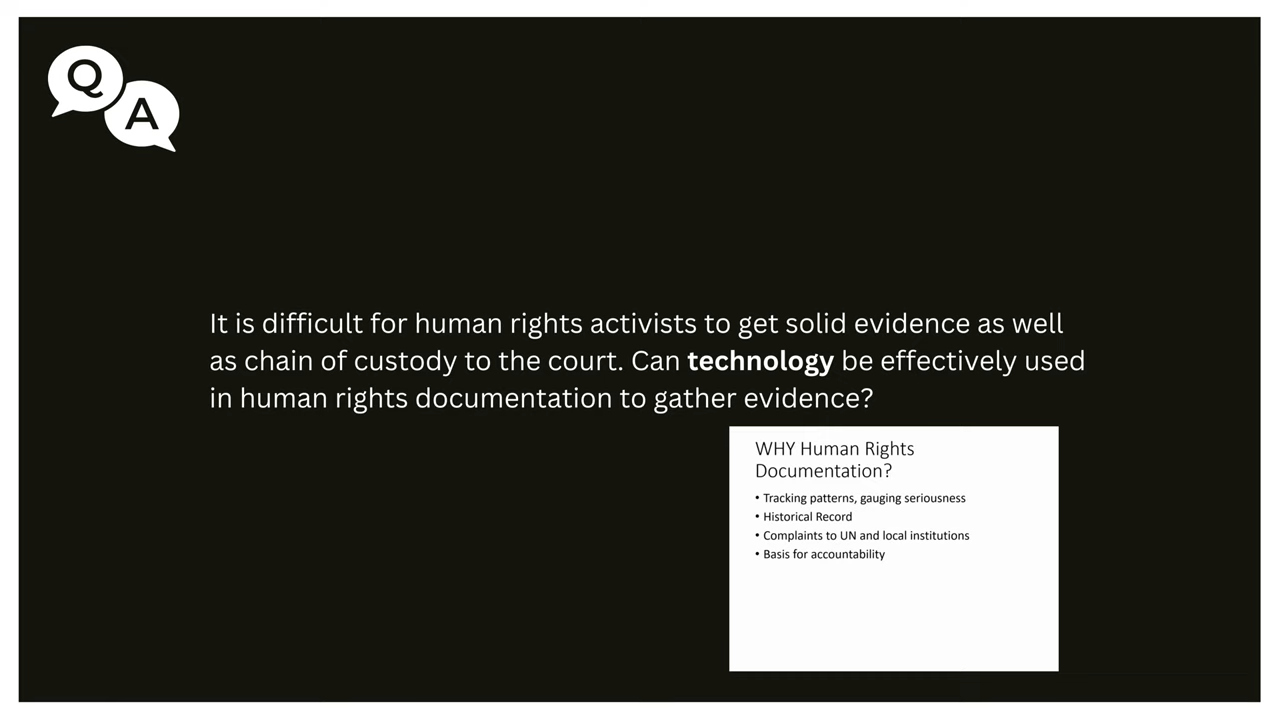 Q
A
It is difficult for human rights activists to get solid evidence as well
as chain of custody to the court. Can technology be effectively used
in human rights documentation to gather evidence?
WHY Human Rights
Documentation?
• Tracking patterns, gauging seriousness
• Historical Record
• Complaints to UN and local institutions
• Basis for accountability